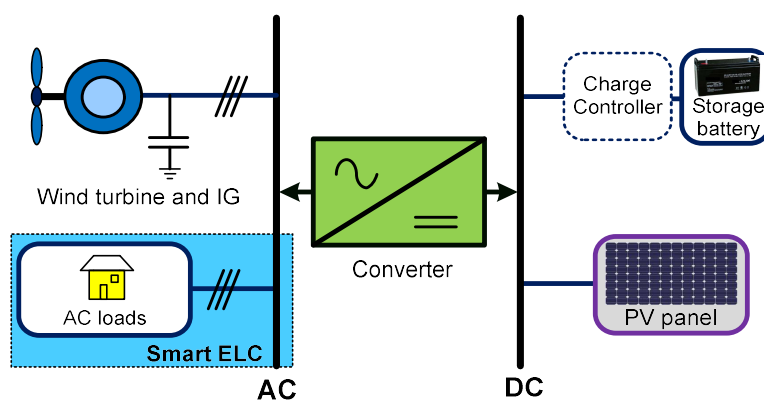 Wind turbine and IG
AC loads
Smart ELC
AC
Converter
DC
Charge
Controller
Storage
battery
PV panel